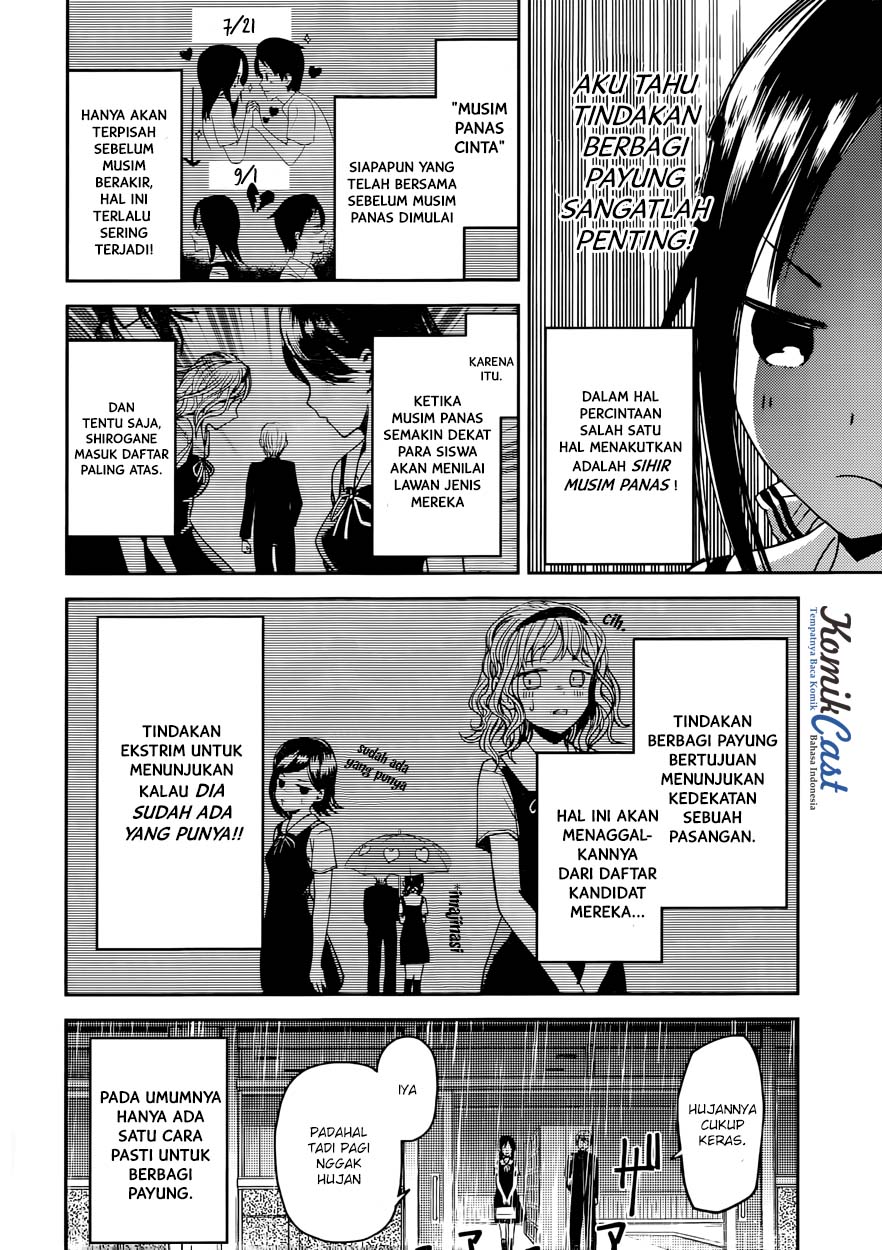 AKU TAHU
TINDAKAN
BERBAGI
PAYUNG
SANGATLAH
PENTING!
DALAM HAL
PERCINTAAN
SALAH SATU
HAL MENAKUTKAN
ADALAH SIHIR
MUSIM PANAS !
"MUSIM
PANAS
CINTA"
SIAPAPUN YANG
TELAH BERSAMA
SEBELUM MUSIM
PANAS DIMULAI
7/21
9/1
HANYA AKAN
TERPISAH
SEBELUM
MUSIM
BERAKIR,
HAL INI
TERLALU
SERING
TERJADI!
KARENA
ITU.
KETIKA
MUSIM PANAS
SEMAKIN DEKAT
PARA SISWA
AKAN MENILAI
LAWAN JENIS
MEREKA
DAN
TENTU SAJA,
SHIROGANE
MASUK DAFTAR
PALING ATAS.
KomikCast
Tempatnya Baca Komik Bahasa Indonesia
TINDAKAN
BERBAGI PAYUNG
BERTUJUAN
MENUNJUKAN
KEDEKATAN
SEBUAH
PASANGAN.
HAL INI AKAN
MENAGGAL-
KANNYA
DARI DAFTAR
KANDIDAT
MEREKA...
cih.
sudah ada
yang punya
*imajinasi
TINDAKAN
EKSTRIM UNTUK
MENUNJUKAN
KALAU DIA
SUDAH ADA
YANG PUNYA!!
HUJANNYA
CUKUP
KERAS.
IYA
PADAHAL
TADI PAGI
NGGAK
HUJAN
PADA UMUMNYA
HANYA ADA
SATU CARA
PASTI UNTUK
BERBAGI
PAYUNG.